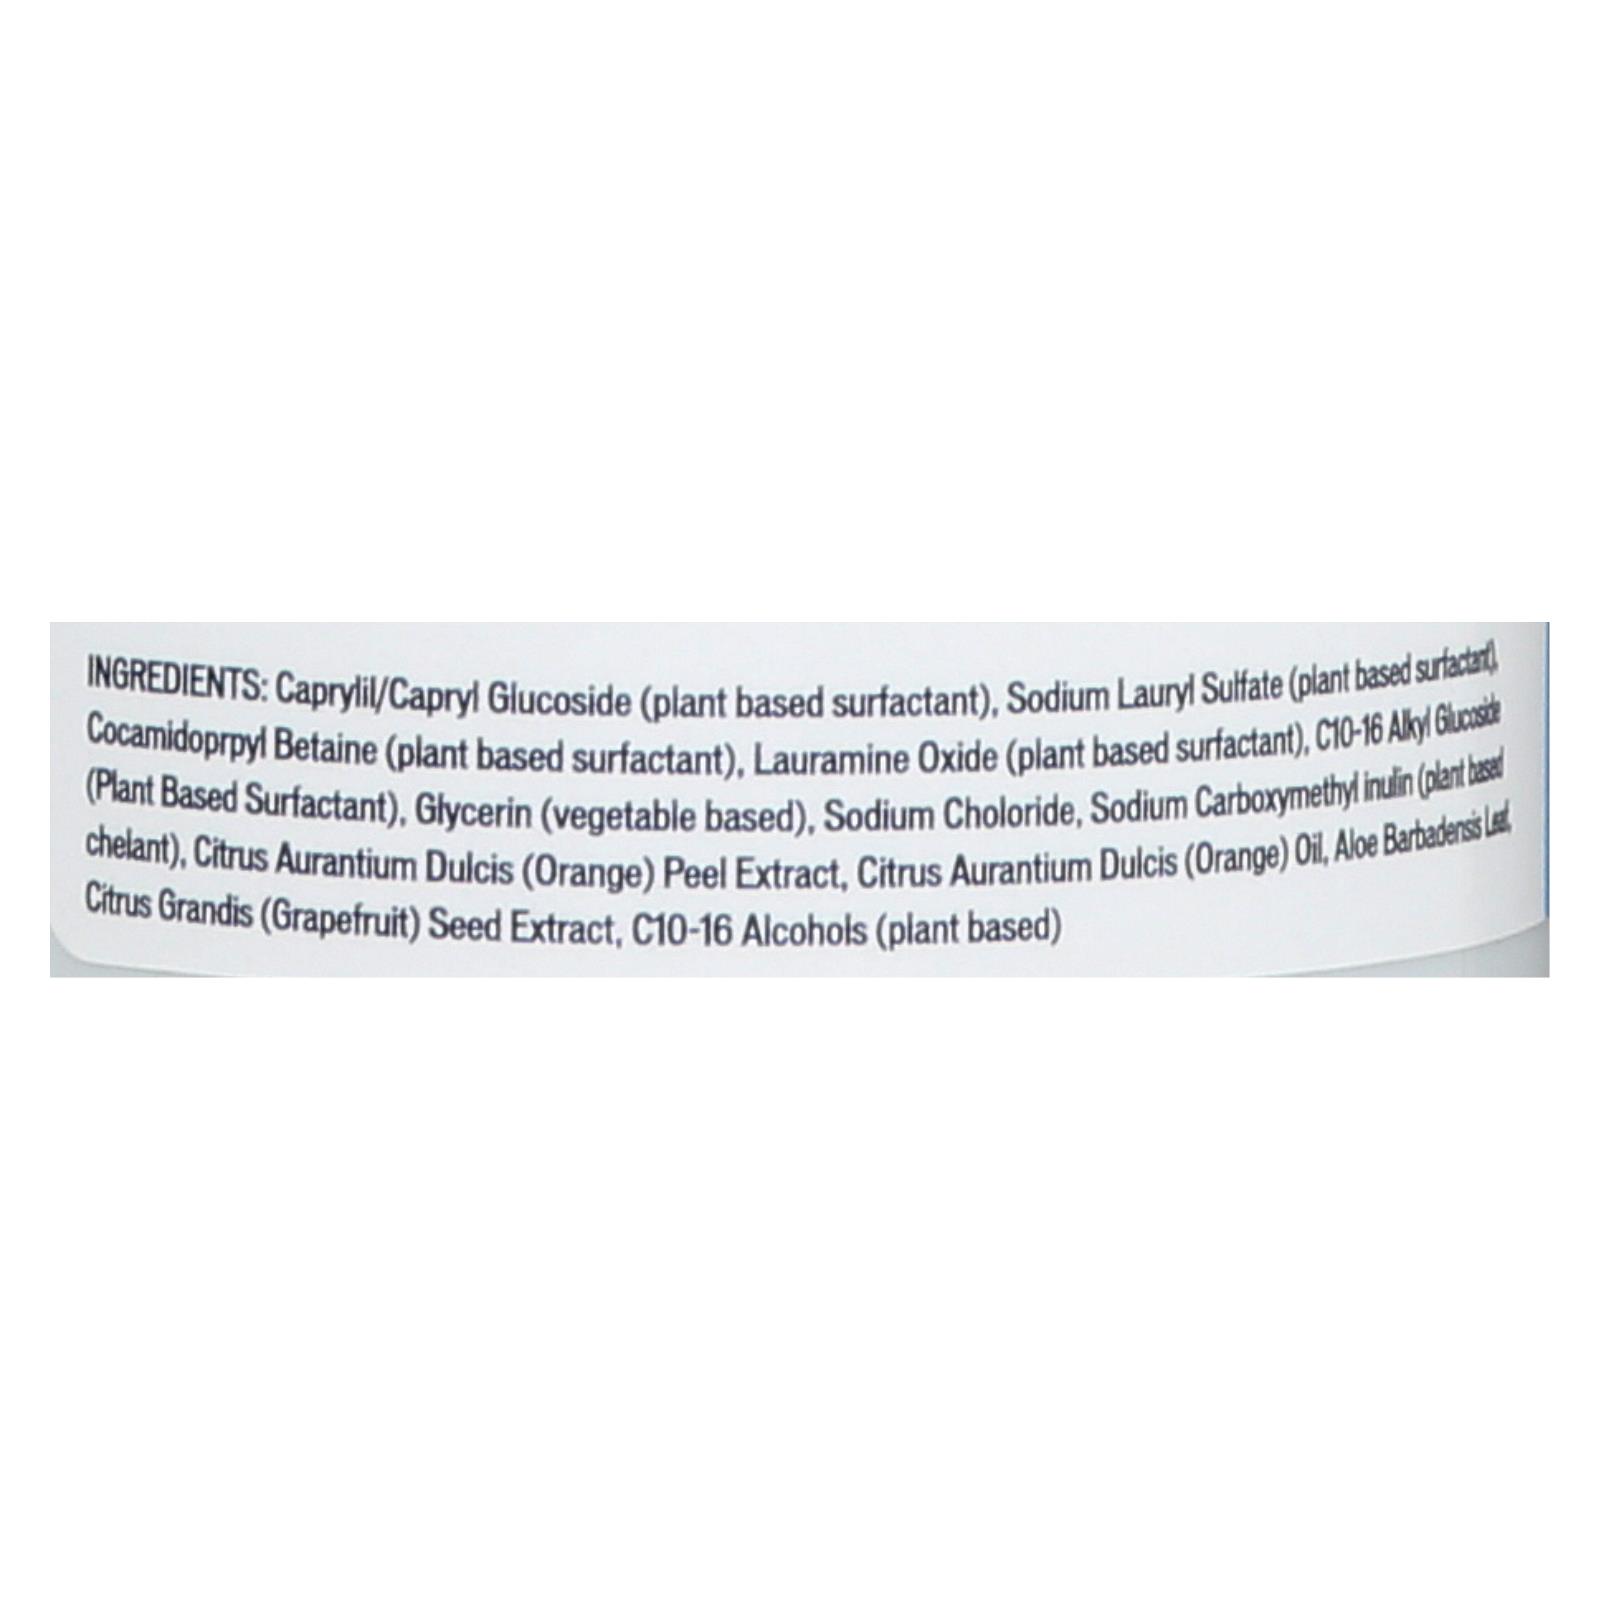 INGREDIENTS: Caprylil/Capryl Glucoside (plant based surfactant), Sodium Lauryl Sulfate (plant based surfactant),
Cocamidoprpyl Betaine (plant based surfactant), Lauramine Oxide (plant based surfactant), C10-16 Alkyl Glucoside
(Plant Based Surfactant), Glycerin (vegetable based), Sodium Choloride, Sodium Carboxymethyl inulin (plant based
chelant), Citrus Aurantium Dulcis (Orange) Peel Extract, Citrus Aurantium Dulcis (Orange) Oil, Aloe Barbadensis Leaf,
Citrus Grandis (Grapefruit) Seed Extract, C10-16 Alcohols (plant based)